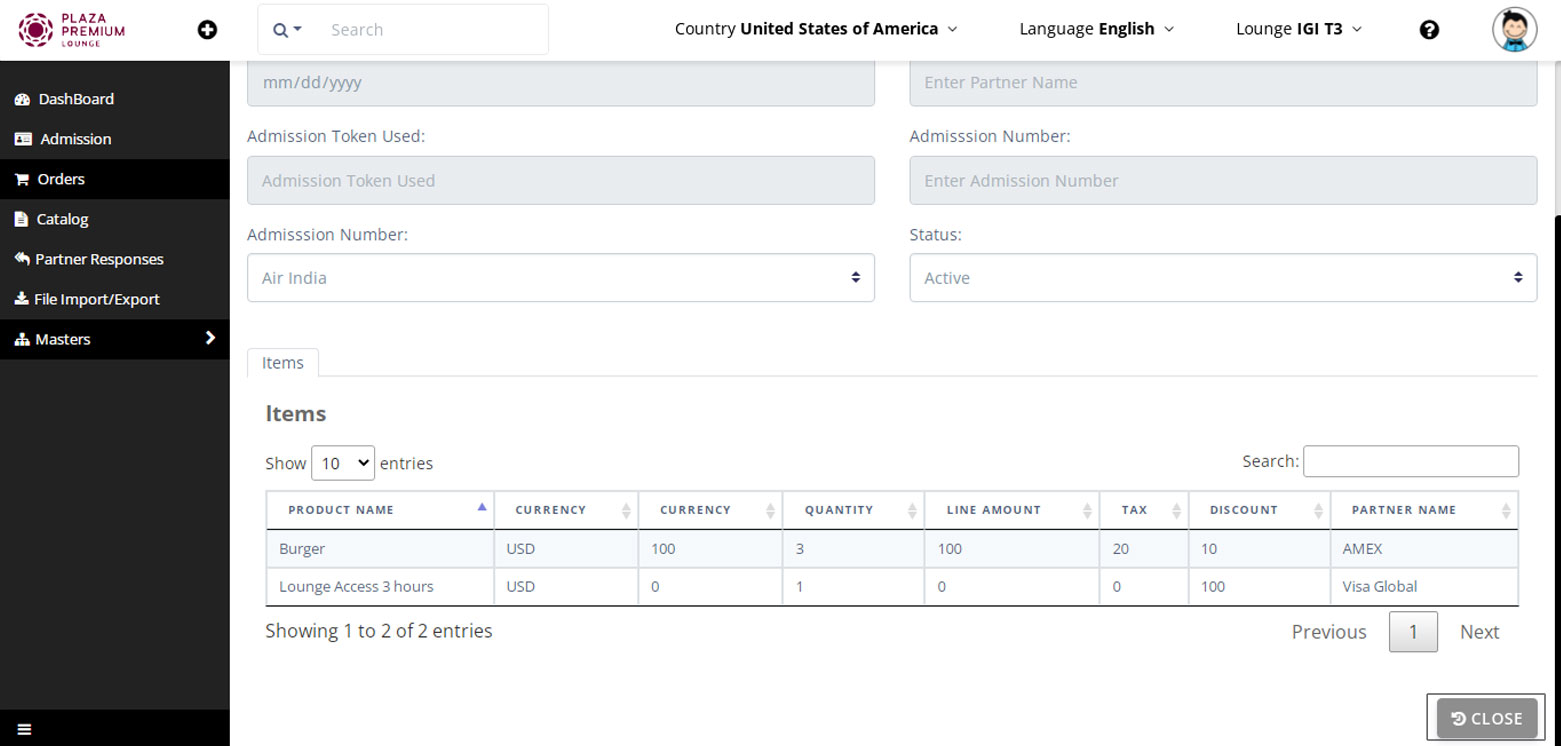 PLAZA
PREMIUM
LOUNGE
Search
Country United States of America
Language English
Lounge IGI T3
DashBoard
Admission
Orders
Catalog
Partner Responses
File Import/Export
Masters
mm/dd/yyyy
Enter Partner Name
Admission Token Used:
Admisssion Number:
Admission Token Used
Enter Admission Number
Admisssion Number:
Status:
Air India
Active
Items
Items
Show 10 entries
Search:
PRODUCT NAME CURRENCY CURRENCY QUANTITY LINE AMOUNT TAX DISCOUNT PARTNER NAME
Burger USD 100 3 100 20 10 AMEX
Lounge Access 3 hours USD 0 1 0 0 100 Visa Global
Showing 1 to 2 of 2 entries
Previous 1 Next
CLOSE